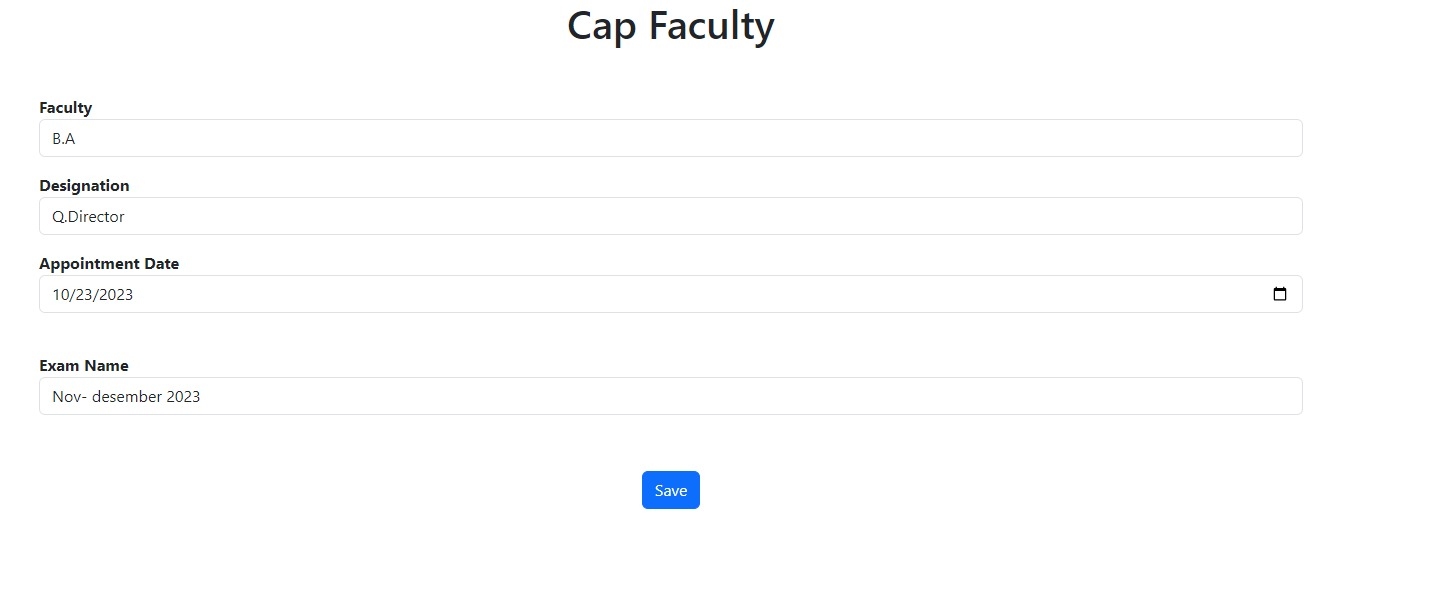 Cap Faculty
Faculty
B.A
Designation
Q.Director
Appointment Date
10/23/2023
Exam Name
Nov- desember 2023
Save